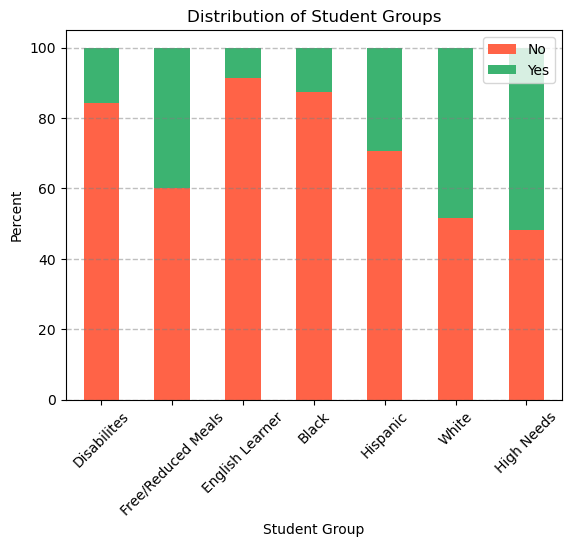 Distribution of Student Groups
No
Yes
Percent
100
80
60
40
20
0
Disabilites
Free/Reduced Meals
English Learner
Black
Hispanic
White
High Needs
Student Group